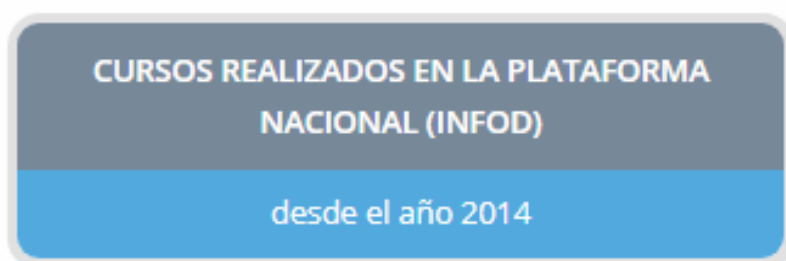 CURSOS REALIZADOS EN LA PLATAFORMA
NACIONAL (INFOD)
desde el año 2014